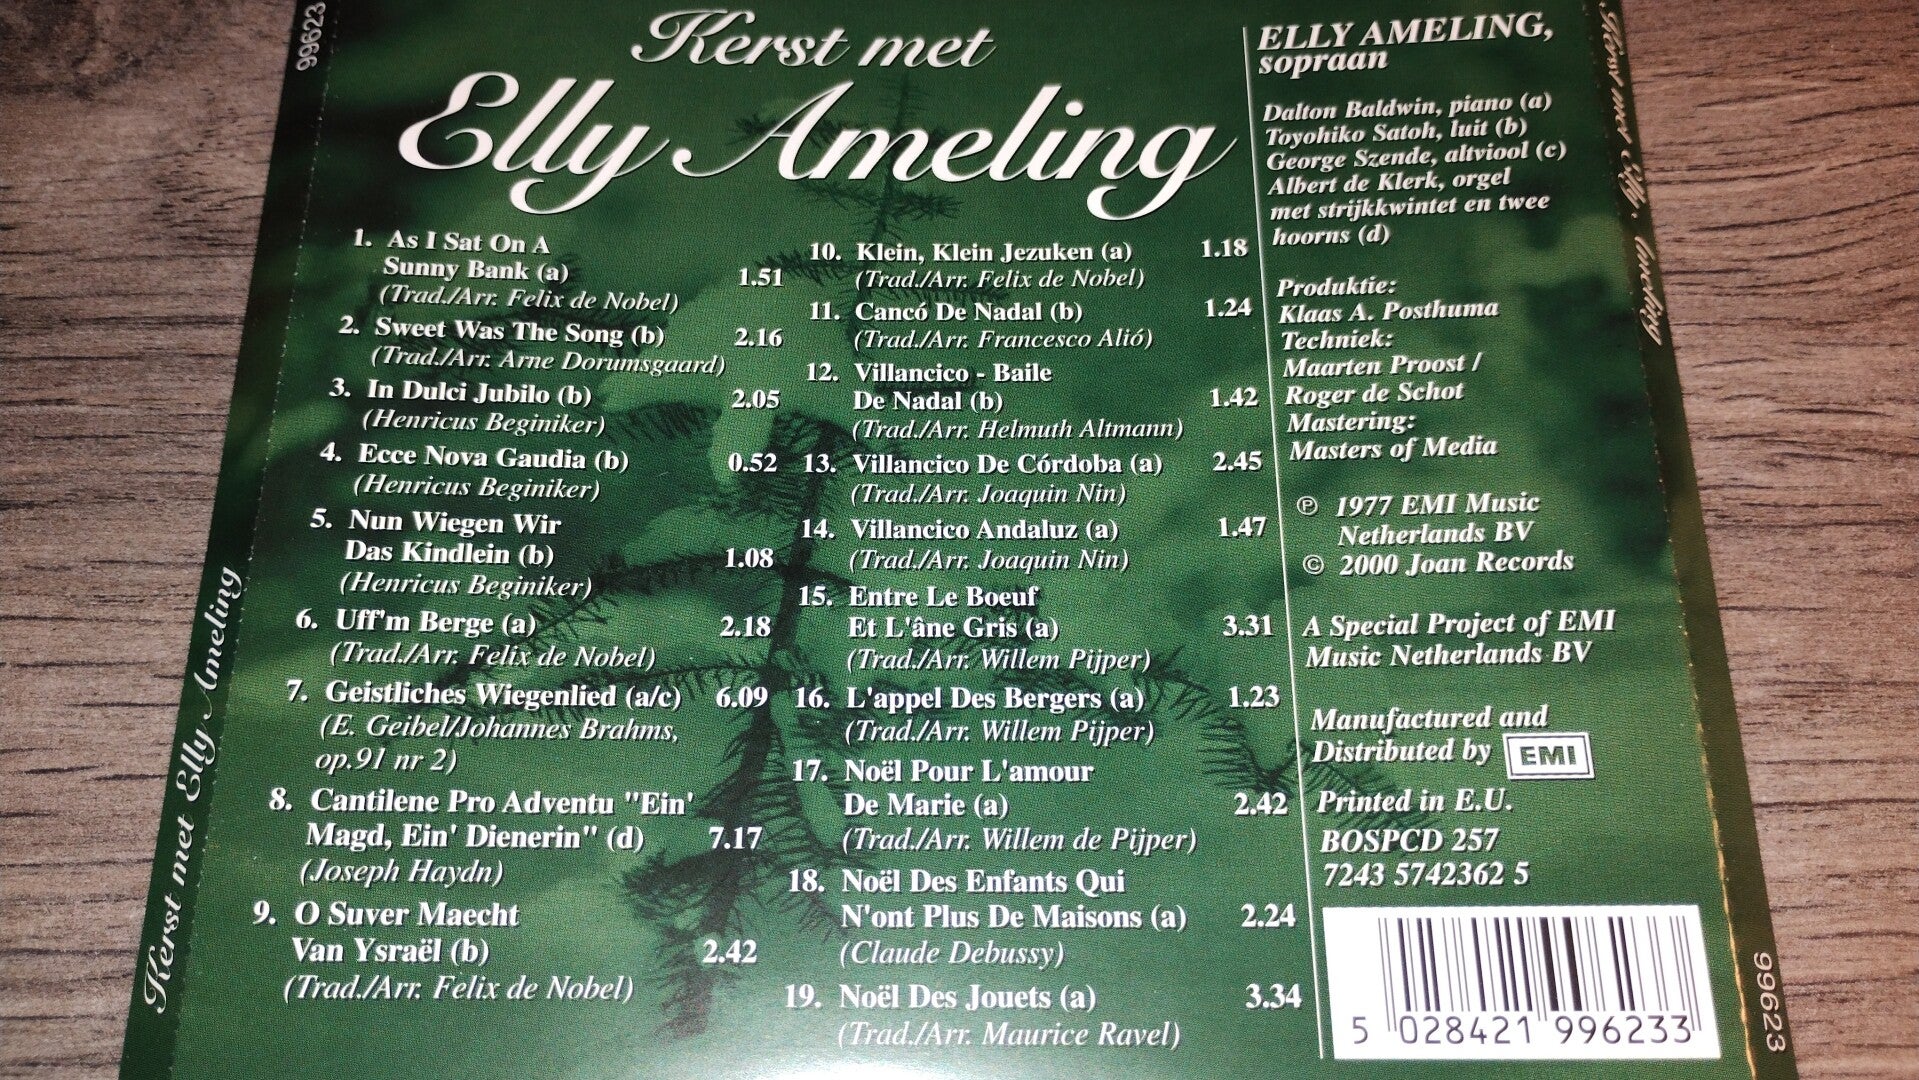 99623
Kerst met
Elly Ameling
1. As I Sat On A
Sunny Bank (a) 1.51
(Trad./Arr. Felix de Nobel)
2. Sweet Was The Song (b) 2.16
(Trad./Arr. Arne Dorumsgaard)
3. In Dulci Jubilo (b) 2.05
(Henricus Beginiker)
4. Ecce Nova Gaudia (b) 0.52
(Henricus Beginiker)
5. Nun Wiegen Wir
Das Kindlein (b) 1.08
(Henricus Beginiker)
6. Uff'm Berge (a) 2.18
(Trad./Arr. Felix de Nobel)
7. Geistliches Wiegenlied (a/c) 6.09
(E. Geibel/Johannes Brahms,
op.91 nr 2)
8. Cantilene Pro Adventu "Ein'
Magd, Ein' Dienerin" (d) 7.17
(Joseph Haydn)
9. O Suver Maecht
Van Ysraël (b) 2.42
(Trad./Arr. Felix de Nobel)
10. Klein, Klein Jezuken (a) 1.18
(Trad./Arr. Felix de Nobel)
11. Cancó De Nadal (b) 1.24
(Trad./Arr. Francesco Alió)
12. Villancico - Baile
De Nadal (b) 1.42
(Trad./Arr. Helmuth Altmann)
13. Villancico De Córdoba (a) 2.45
(Trad./Arr. Joaquin Nin)
14. Villancico Andaluz (a) 1.47
(Trad./Arr. Joaquin Nin)
15. Entre Le Boeuf
Et L'âne Gris (a) 3.31
(Trad./Arr. Willem Pijper)
16. L'appel Des Bergers (a) 1.23
(Trad./Arr. Willem Pijper)
17. Noël Pour L'amour
De Marie (a) 2.42
(Trad./Arr. Willem de Pijper)
18. Noël Des Enfants Qui
N'ont Plus De Maisons (a) 2.24
(Claude Debussy)
19. Noël Des Jouets (a) 3.34
(Trad./Arr. Maurice Ravel)
ELLY AMELING,
sopraan
Dalton Baldwin, piano (a)
Toyohiko Satoh, luit (b)
George Szende, altviool (c)
Albert de Klerk, orgel
met strijkkwintet en twee
hoorns (d)
Produktie:
Klaas A. Posthuma
Techniek:
Maarten Proost /
Roger de Schot
Mastering:
Masters of Media
℗ 1977 EMI Music
Netherlands BV
© 2000 Joan Records
A Special Project of EMI
Music Netherlands BV
Manufactured and
Distributed by EMI
Printed in E.U.
BOSPCD 257
7243 5742362 5
5 028421 996233
Kerst met Elly Ameling
Kerst met Elly Ameling
99623